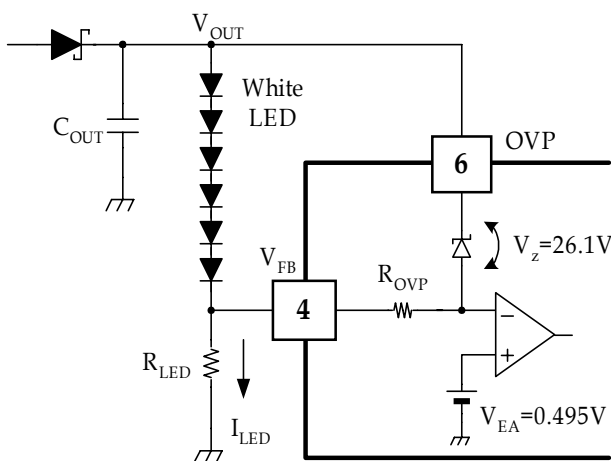 V_OUT
White
LED
C_OUT
OVP
6
V_z=26.1V
V_FB
R_OVP
4
−
+
R_LED
I_LED
V_EA=0.495V